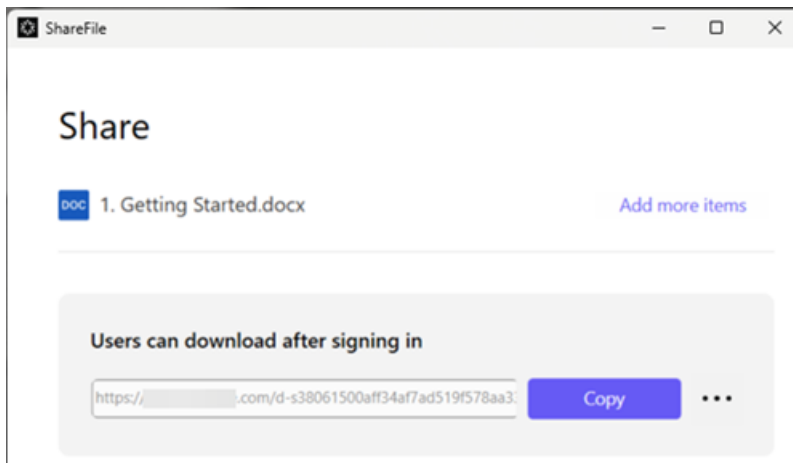 ShareFile
Share
DOC 1. Getting Started.docx Add more items
Users can download after signing in
https:// .com/d-s38061500aff34af7ad519f578aa3 Copy